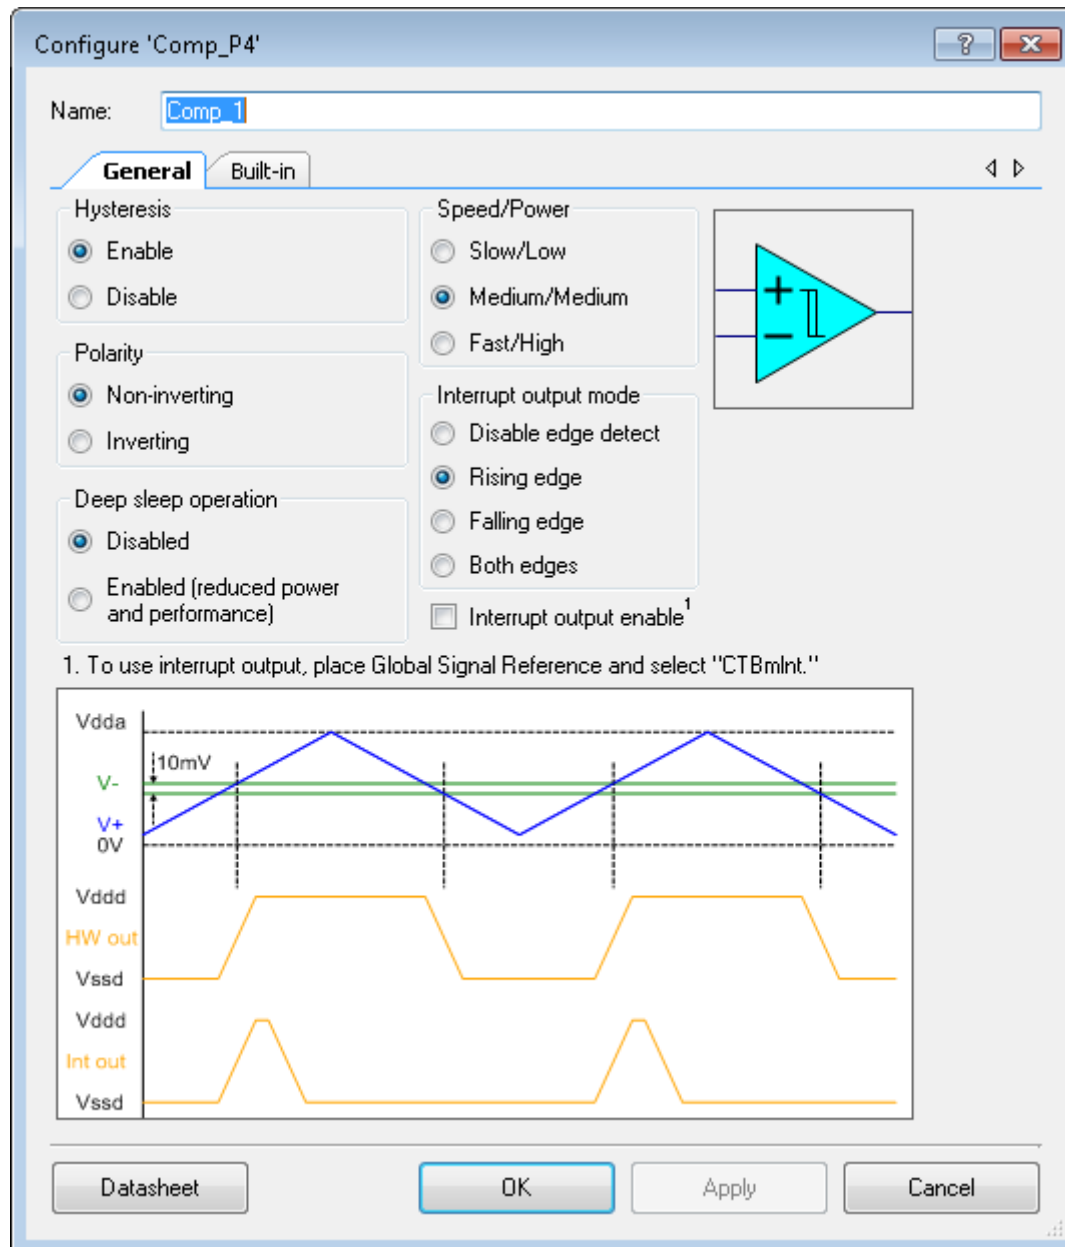 Configure 'Comp_P4'
Name: Comp_1
General Built-in
Hysteresis
Enable
Disable
Polarity
Non-inverting
Inverting
Deep sleep operation
Disabled
Enabled (reduced power
and performance)
Speed/Power
Slow/Low
Medium/Medium
Fast/High
Interrupt output mode
Disable edge detect
Rising edge
Falling edge
Both edges
Interrupt output enable¹
1. To use interrupt output, place Global Signal Reference and select "CTBmInt."
Vdda
10mV
V-
V+
0V
Vddd
HW out
Vssd
Vddd
Int out
Vssd
Datasheet OK Apply Cancel